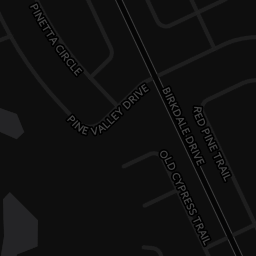 PINETTA CIRCLE
PINE VALLEY DRIVE
BIRKDALE DRIVE
RED PINE TRAIL
OLD CYPRESS TRAIL